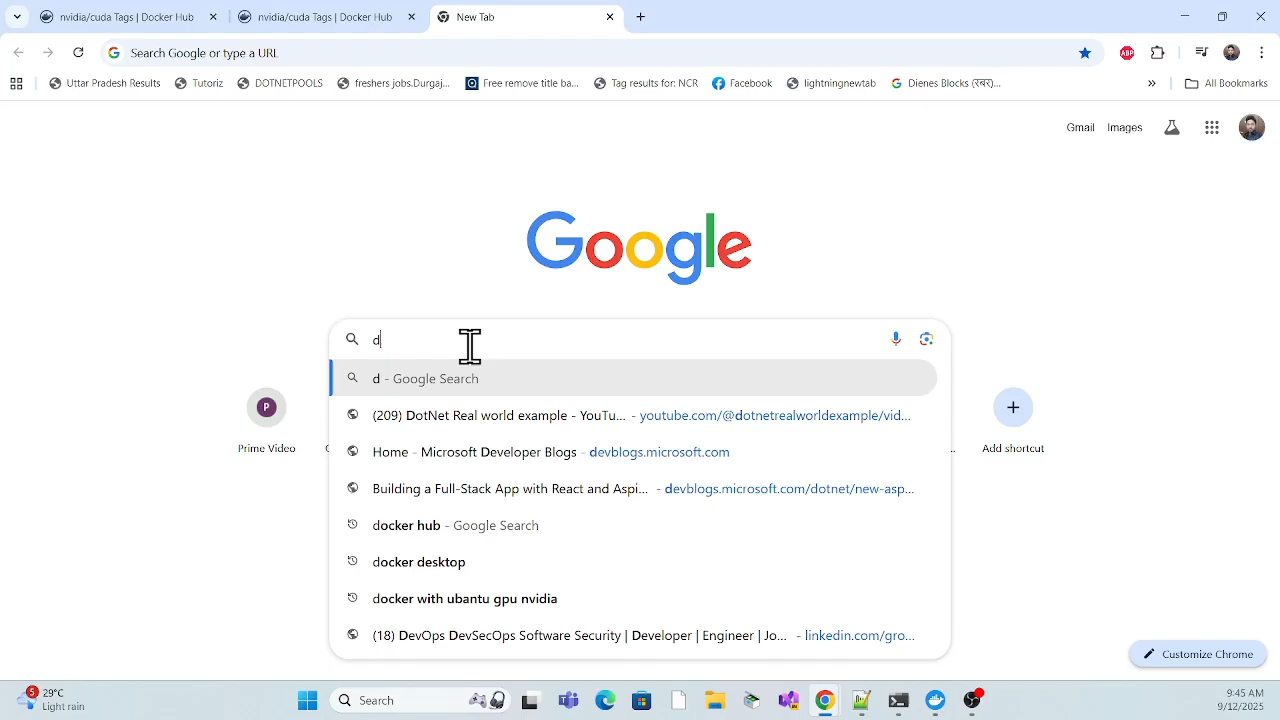 nvidia/cuda Tags | Docker Hub
nvidia/cuda Tags | Docker Hub
New Tab
Search Google or type a URL
ABP
Uttar Pradesh Results
Tutoriz
DOTNETPOOLS
freshers jobs.Durgaj...
Free remove title ba...
Tag results for: NCR
Facebook
lightningnewtab
Dienes Blocks (रबर)...
All Bookmarks
Gmail
Images
Google
d
d - Google Search
(209) DotNet Real world example - YouTu... - youtube.com/@dotnetrealworldexample/vid...
Home - Microsoft Developer Blogs - devblogs.microsoft.com
Building a Full-Stack App with React and Aspi... - devblogs.microsoft.com/dotnet/new-asp...
docker hub - Google Search
docker desktop
docker with ubantu gpu nvidia
(18) DevOps DevSecOps Software Security | Developer | Engineer | Jo... - linkedin.com/gro...
P
Prime Video
Add shortcut
Customize Chrome
5
29°C
Light rain
Search
9:45 AM
9/12/2025